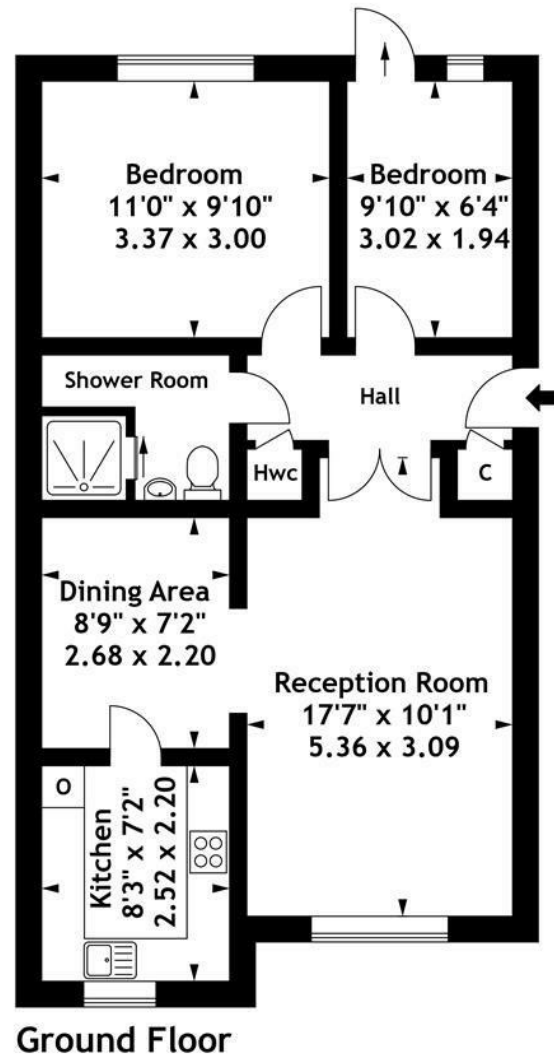 Bedroom
11'0" x 9'10"
3.37 x 3.00
Bedroom
9'10" x 6'4"
3.02 x 1.94
Shower Room
Hall
Hwc
C
Dining Area
8'9" x 7'2"
2.68 x 2.20
Reception Room
17'7" x 10'1"
5.36 x 3.09
O
Kitchen
8'3" x 7'2"
2.52 x 2.20
Ground Floor